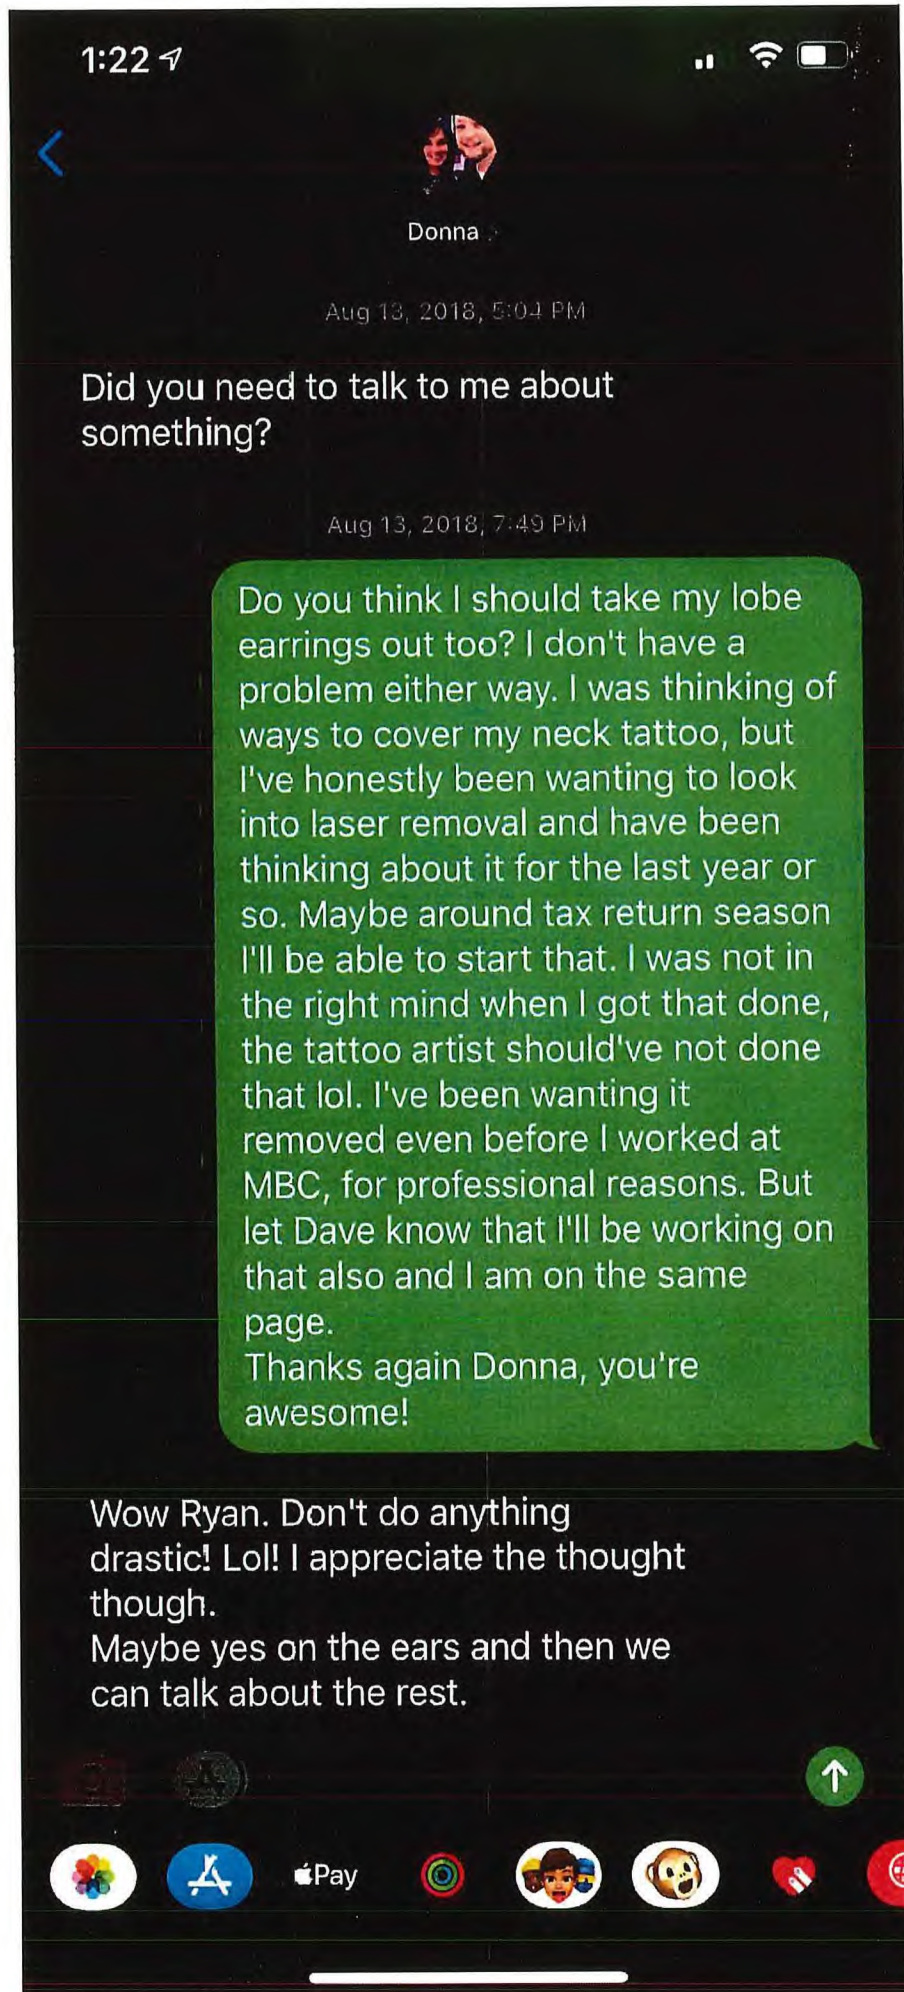 1:22
Donna
Aug 13, 2018, 5:04 PM
Did you need to talk to me about
something?
Aug 13, 2018, 7:49 PM
Do you think I should take my lobe
earrings out too? I don't have a
problem either way. I was thinking of
ways to cover my neck tattoo, but
I've honestly been wanting to look
into laser removal and have been
thinking about it for the last year or
so. Maybe around tax return season
I'll be able to start that. I was not in
the right mind when I got that done,
the tattoo artist should've not done
that lol. I've been wanting it
removed even before I worked at
MBC, for professional reasons. But
let Dave know that I'll be working on
that also and I am on the same
page.
Thanks again Donna, you're
awesome!
Wow Ryan. Don't do anything
drastic! Lol! I appreciate the thought
though.
Maybe yes on the ears and then we
can talk about the rest.
Pay